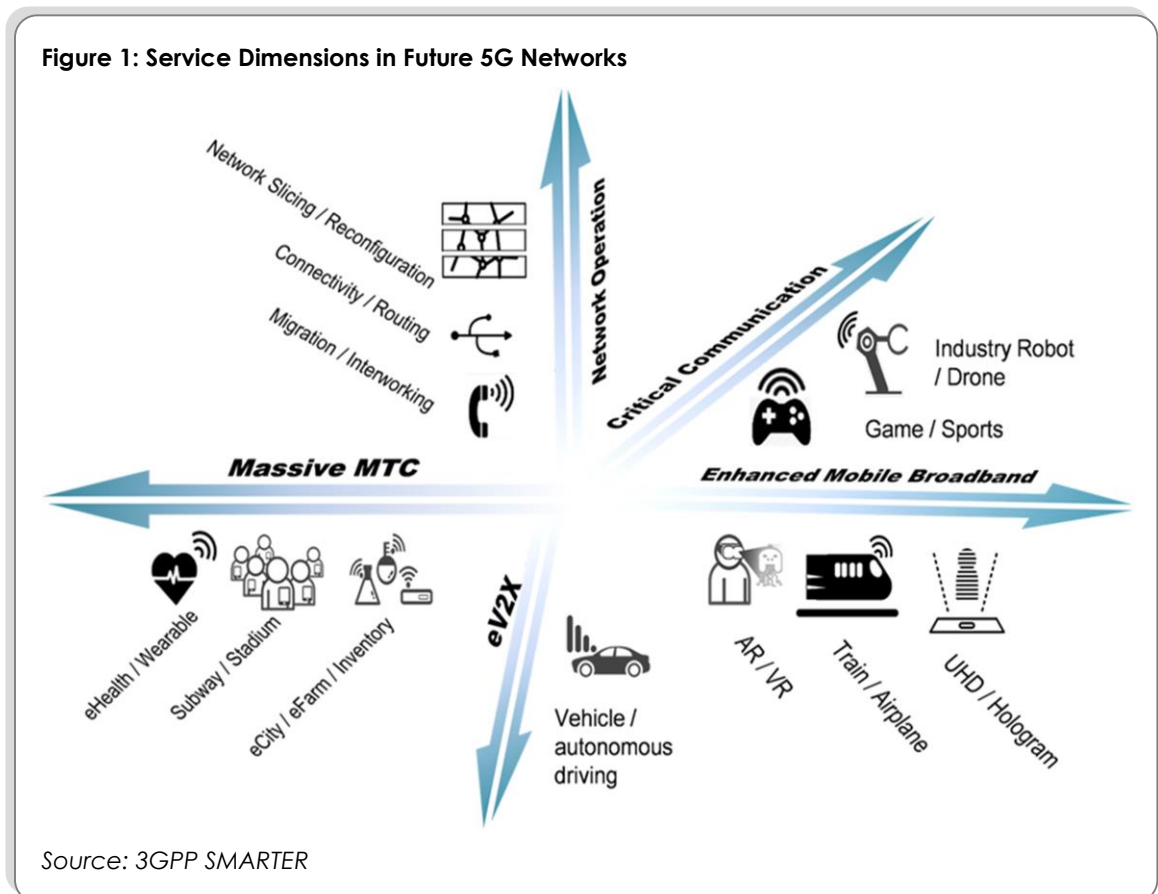 Figure 1: Service Dimensions in Future 5G Networks
Network Slicing / Reconfiguration
Connectivity / Routing
Migration / Interworking
Network Operation
Critical Communication
Industry Robot
/ Drone
Game / Sports
Massive MTC
Enhanced Mobile Broadband
eHealth / Wearable
Subway / Stadium
eCity / eFarm / Inventory
eV2X
Vehicle /
autonomous
driving
AR / VR
Train / Airplane
UHD / Hologram
Source: 3GPP SMARTER